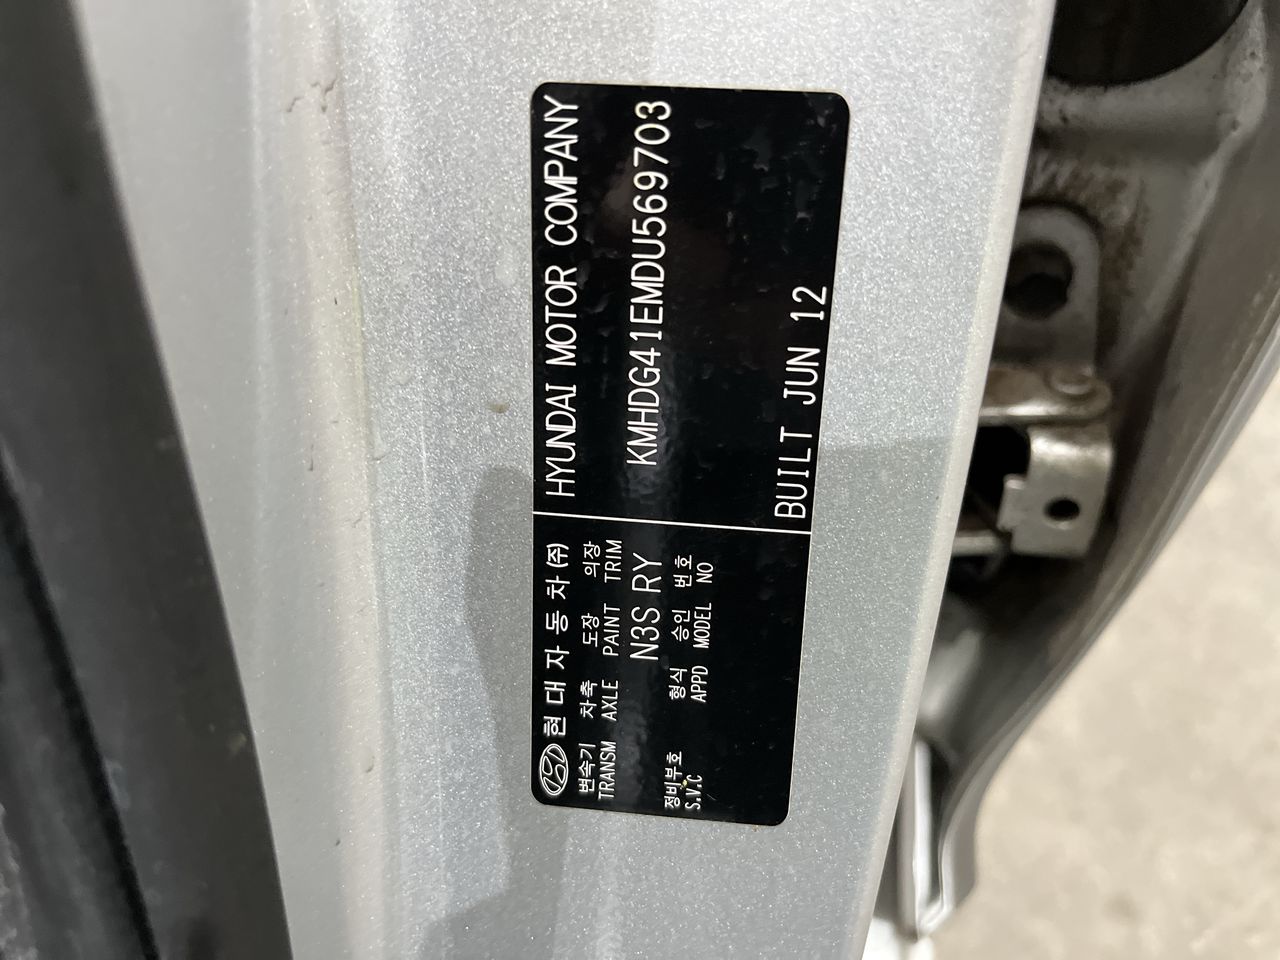 현대자동차(주)
HYUNDAI MOTOR COMPANY
변속기 차축 도장 의장
TRANSM AXLE PAINT TRIM
N3S RY
KMHDG41EMDU569703
정비부호 형식 승인 번호
S.V.C APPD MODEL NO
BUILT JUN 12